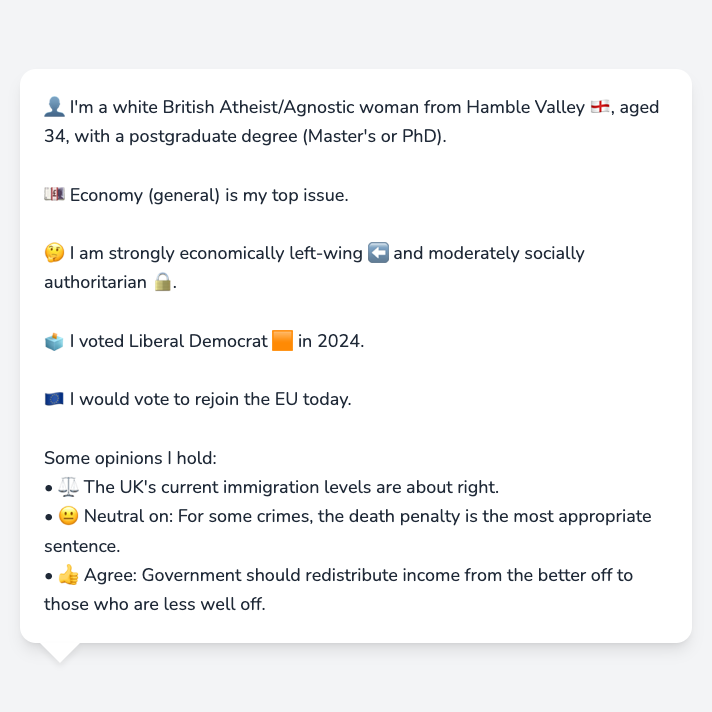 👤 I'm a white British Atheist/Agnostic woman from Hamble Valley 🏴󠁧󠁢󠁥󠁮󠁧󠁿, aged
34, with a postgraduate degree (Master's or PhD).
💷 Economy (general) is my top issue.
🤔 I am strongly economically left-wing ⬅️ and moderately socially
authoritarian 🔒.
🗳️ I voted Liberal Democrat 🟧 in 2024.
🇪🇺 I would vote to rejoin the EU today.
Some opinions I hold:
• ⚖️ The UK's current immigration levels are about right.
• 😐 Neutral on: For some crimes, the death penalty is the most appropriate
sentence.
• 👍 Agree: Government should redistribute income from the better off to
those who are less well off.